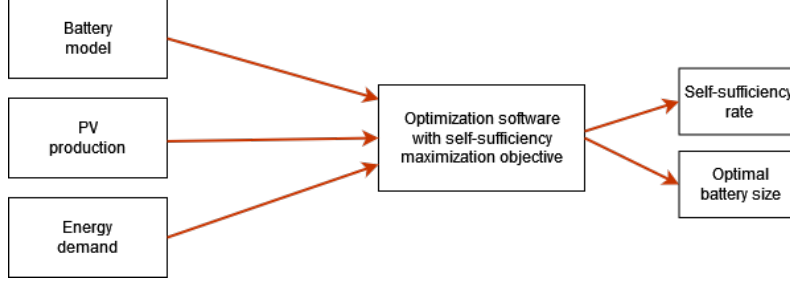 Battery
model
PV
production
Energy
demand
Optimization software
with self-sufficiency
maximization objective
Self-sufficiency
rate
Optimal
battery size